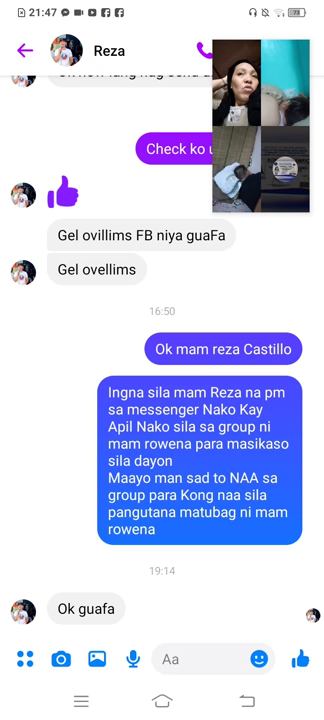 21:47
Reza
Check ko u
Gel ovillims FB niya guaFa
Gel ovellims
16:50
Ok mam reza Castillo
Ingna sila mam Reza na pm
sa messenger Nako Kay
Apil Nako sila sa group ni
mam rowena para masikaso
sila dayon
Maayo man sad to NAA sa
group para Kong naa sila
pangutana matubag ni mam
rowena
19:14
Ok guafa
Aa